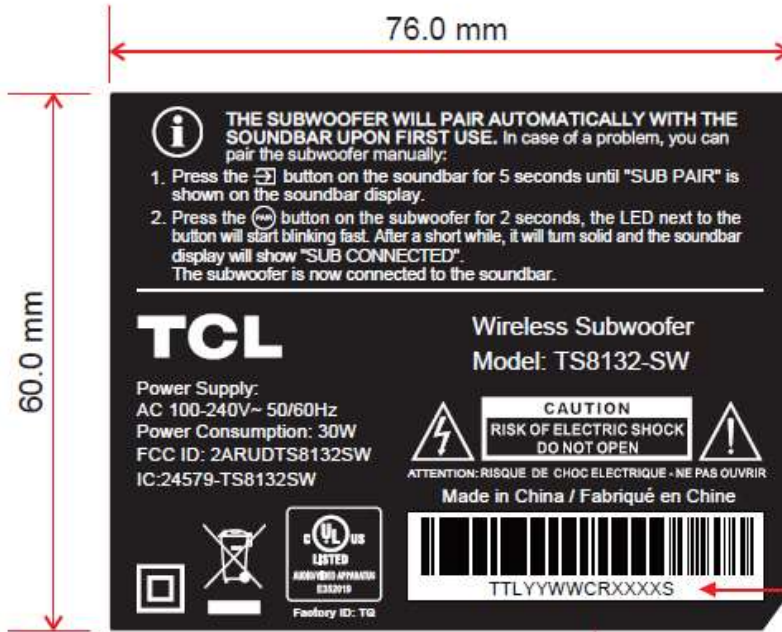 76.0 mm
60.0 mm
THE SUBWOOFER WILL PAIR AUTOMATICALLY WITH THE
SOUNDBAR UPON FIRST USE. In case of a problem, you can
pair the subwoofer manually:
1. Press the button on the soundbar for 5 seconds until "SUB PAIR" is
shown on the soundbar display.
2. Press the PAIR button on the subwoofer for 2 seconds, the LED next to the
button will start blinking fast. After a short while, it will turn solid and the soundbar
display will show "SUB CONNECTED".
The subwoofer is now connected to the soundbar.
TCL
Wireless Subwoofer
Model: TS8132-SW
Power Supply:
AC 100-240V~ 50/60Hz
Power Consumption: 30W
FCC ID: 2ARUDTS8132SW
IC:24579-TS8132SW
CAUTION
RISK OF ELECTRIC SHOCK
DO NOT OPEN
ATTENTION: RISQUE DE CHOC ELECTRIQUE - NE PAS OUVRIR
Made in China / Fabriqué en Chine
C UL US
LISTED
AUDIO/VIDEO APPARATUS
E352019
Factory ID: TQ
TTLYYWWCRXXXXS